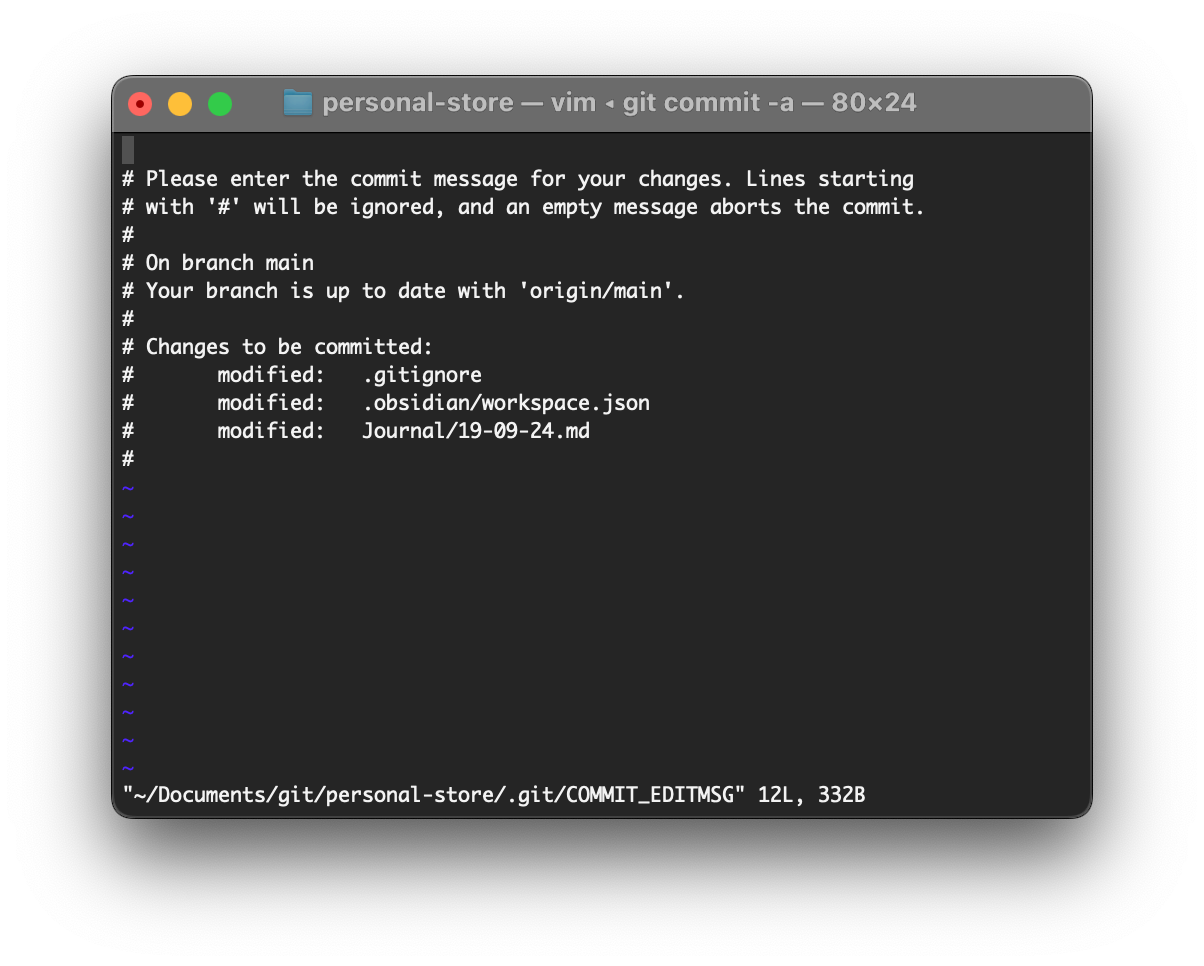 personal-store — vim ◂ git commit -a — 80×24
# Please enter the commit message for your changes. Lines starting
# with '#' will be ignored, and an empty message aborts the commit.
#
# On branch main
# Your branch is up to date with 'origin/main'.
#
# Changes to be committed:
#       modified:   .gitignore
#       modified:   .obsidian/workspace.json
#       modified:   Journal/19-09-24.md
#
~
~
~
~
~
~
~
~
~
~
~
"~/Documents/git/personal-store/.git/COMMIT_EDITMSG" 12L, 332B